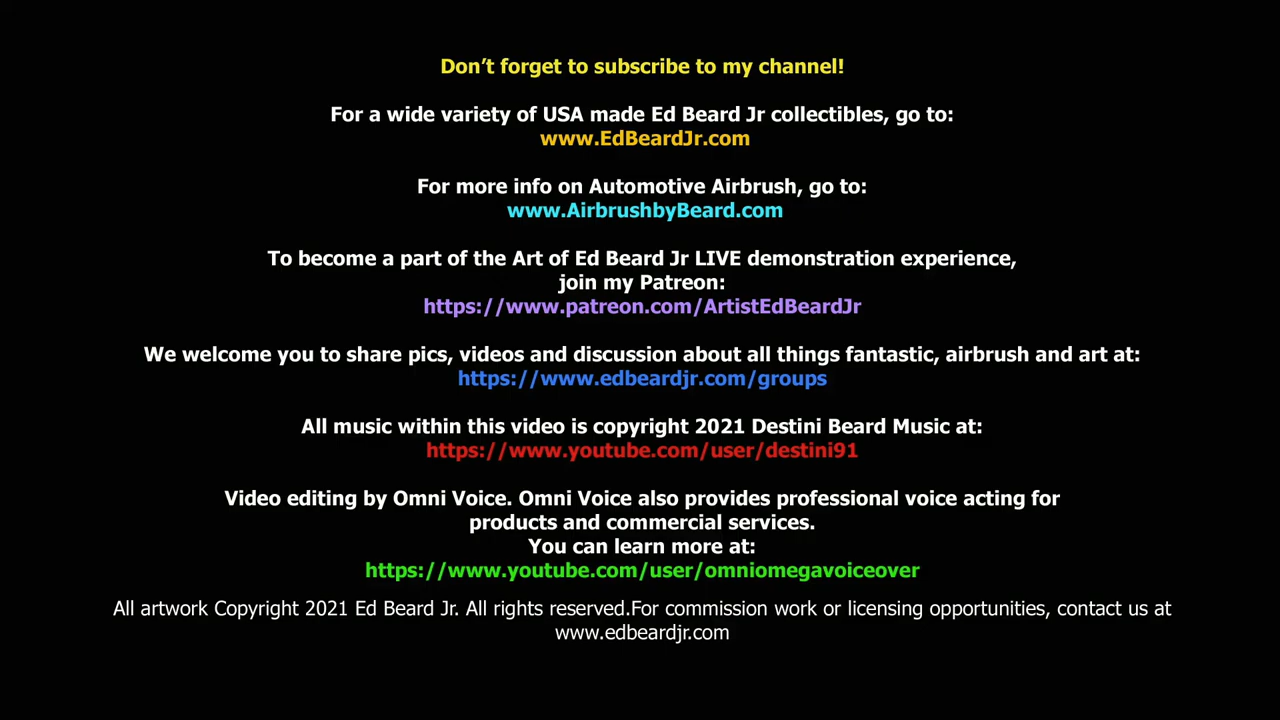 Don’t forget to subscribe to my channel!
For a wide variety of USA made Ed Beard Jr collectibles, go to:
www.EdBeardJr.com
For more info on Automotive Airbrush, go to:
www.AirbrushbyBeard.com
To become a part of the Art of Ed Beard Jr LIVE demonstration experience,
join my Patreon:
https://www.patreon.com/ArtistEdBeardJr
We welcome you to share pics, videos and discussion about all things fantastic, airbrush and art at:
https://www.edbeardjr.com/groups
All music within this video is copyright 2021 Destini Beard Music at:
https://www.youtube.com/user/destini91
Video editing by Omni Voice. Omni Voice also provides professional voice acting for
products and commercial services.
You can learn more at:
https://www.youtube.com/user/omniomegavoiceover
All artwork Copyright 2021 Ed Beard Jr. All rights reserved.For commission work or licensing opportunities, contact us at
www.edbeardjr.com